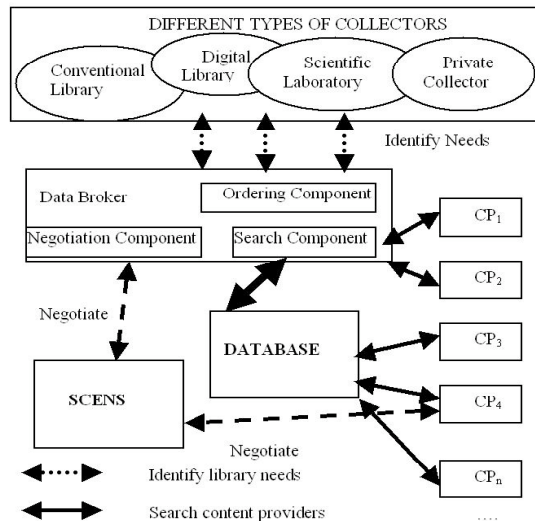 DIFFERENT TYPES OF COLLECTORS
Conventional
Library
Digital
Library
Scientific
Laboratory
Private
Collector
Identify Needs
Data Broker
Ordering Component
Negotiation Component
Search Component
CP1
CP2
Negotiate
DATABASE
CP3
SCENS
CP4
Negotiate
Identify library needs
CPn
Search content providers
....